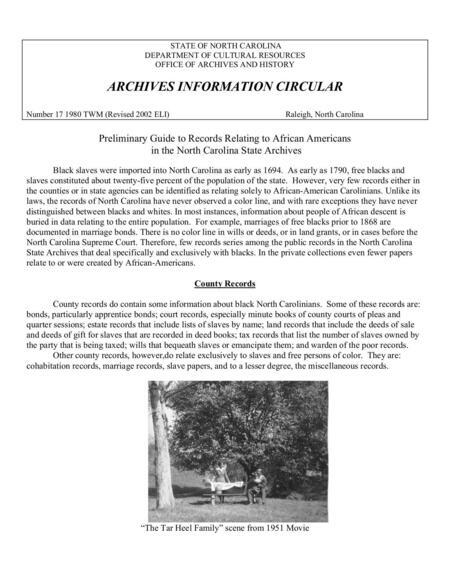 STATE OF NORTH CAROLINA
DEPARTMENT OF CULTURAL RESOURCES
OFFICE OF ARCHIVES AND HISTORY
ARCHIVES INFORMATION CIRCULAR
Number 17 1980 TWM (Revised 2002 ELI) Raleigh, North Carolina
Preliminary Guide to Records Relating to African Americans
in the North Carolina State Archives
Black slaves were imported into North Carolina as early as 1694. As early as 1790, free blacks and
slaves constituted about twenty-five percent of the population of the state. However, very few records either in
the counties or in state agencies can be identified as relating solely to African-American Carolinians. Unlike its
laws, the records of North Carolina have never observed a color line, and with rare exceptions they have never
distinguished between blacks and whites. In most instances, information about people of African descent is
buried in data relating to the entire population. For example, marriages of free blacks prior to 1868 are
documented in marriage bonds. There is no color line in wills or deeds, or in land grants, or in cases before the
North Carolina Supreme Court. Therefore, few records series among the public records in the North Carolina
State Archives that deal specifically and exclusively with blacks. In the private collections even fewer papers
relate to or were created by African-Americans.
County Records
County records do contain some information about black North Carolinians. Some of these records are:
bonds, particularly apprentice bonds; court records, especially minute books of county courts of pleas and
quarter sessions; estate records that include lists of slaves by name; land records that include the deeds of sale
and deeds of gift for slaves that are recorded in deed books; tax records that list the number of slaves owned by
the party that is being taxed; wills that bequeath slaves or emancipate them; and warden of the poor records.
Other county records, however,do relate exclusively to slaves and free persons of color. They are:
cohabitation records, marriage records, slave papers, and to a lesser degree, the miscellaneous records.
"The Tar Heel Family" scene from 1951 Movie